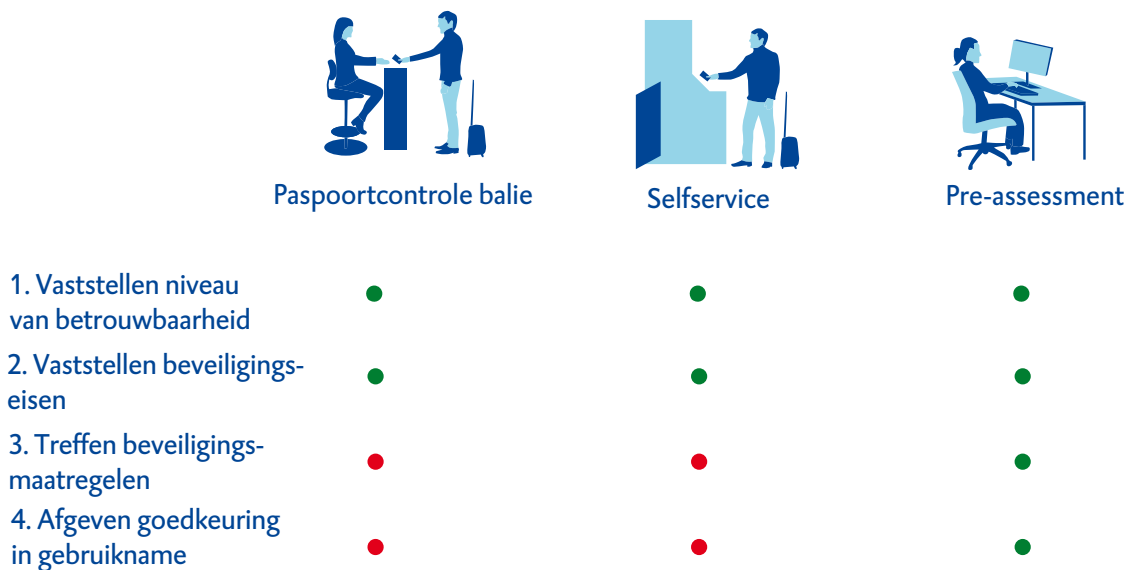 Paspoortcontrole balie
Selfservice
Pre-assessment
1. Vaststellen niveau
van betrouwbaarheid
2. Vaststellen beveiligings-
eisen
3. Treffen beveiligings-
maatregelen
4. Afgeven goedkeuring
in gebruikname